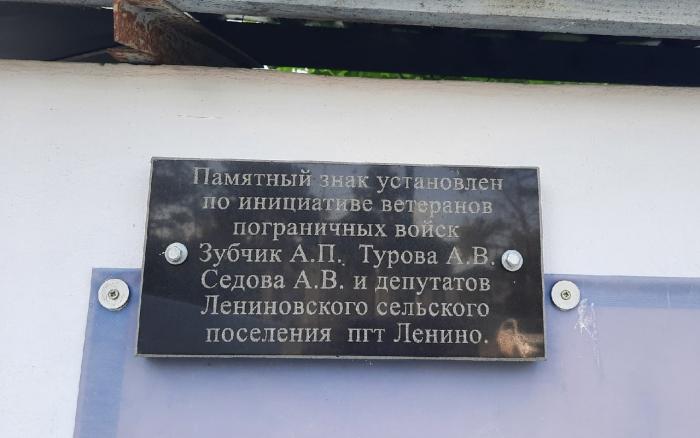 Памятный знак установлен
по инициативе ветеранов
пограничных войск
Зубчик А.П. Турова А.В.
Седова А.В. и депутатов
Лениновского сельского
поселения пгт Ленино.